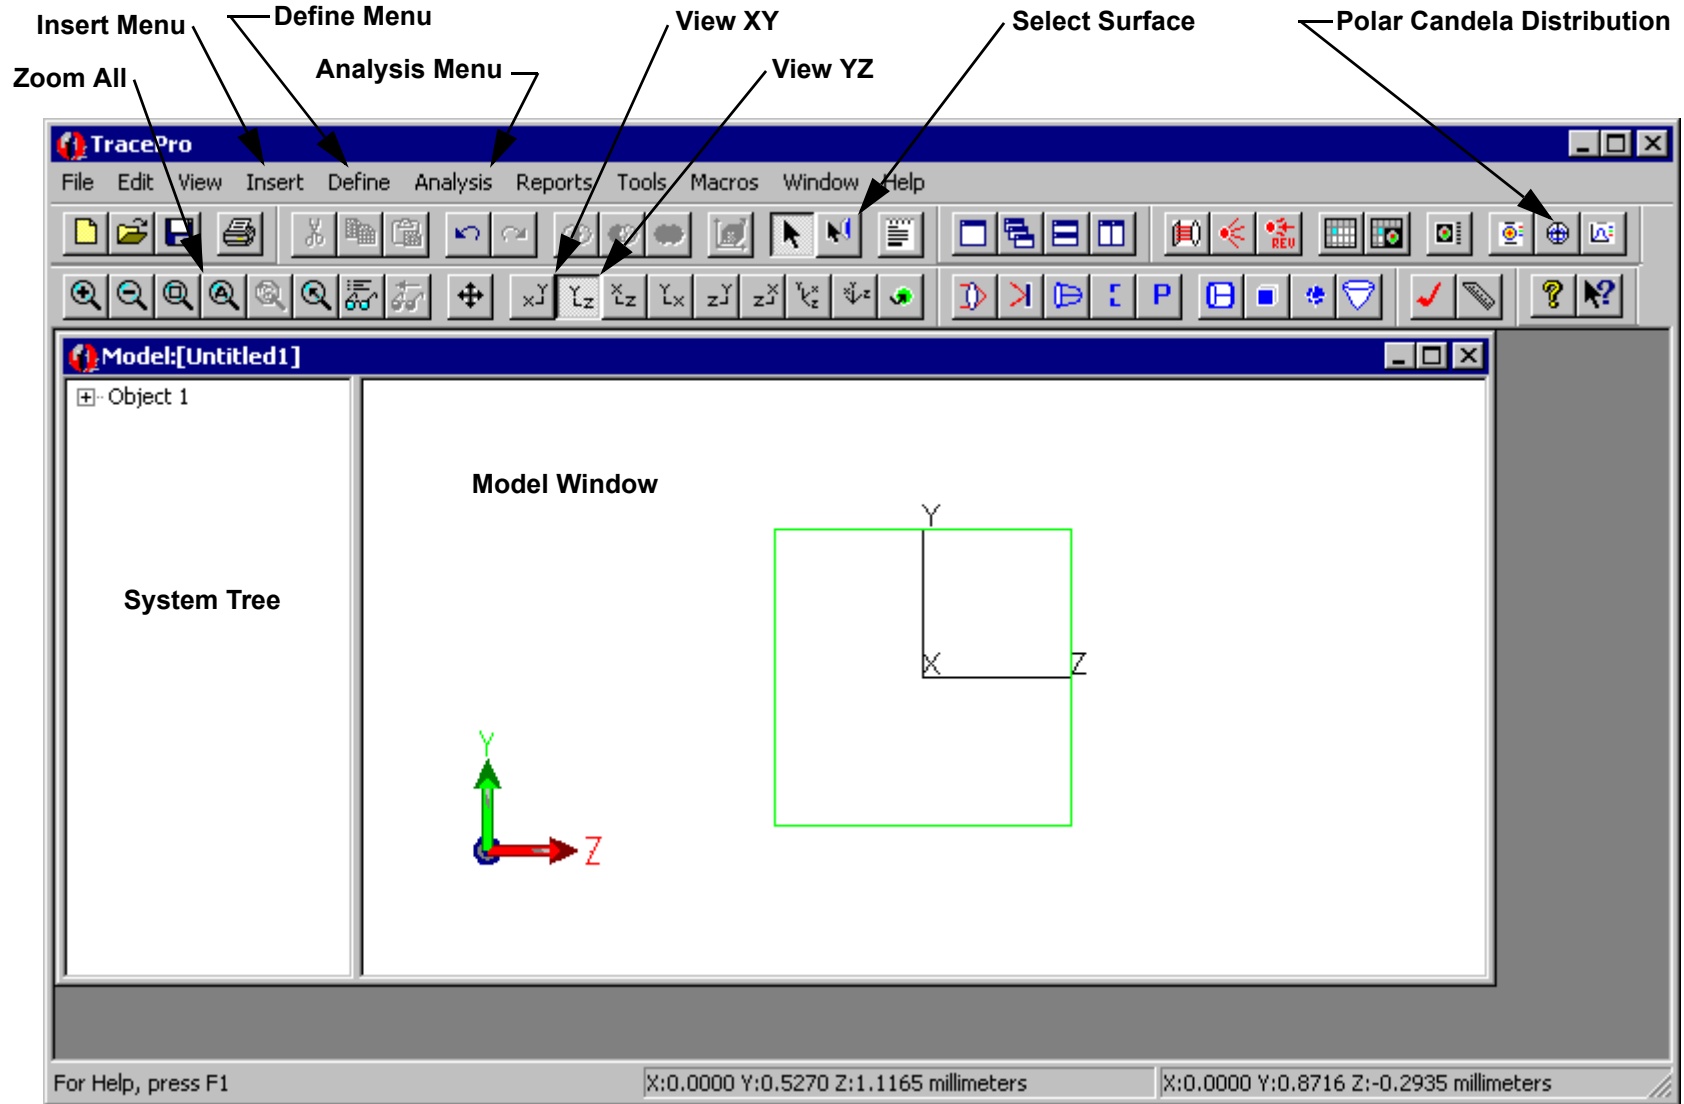 Insert Menu
Define Menu
View XY
Select Surface
Polar Candela Distribution
Zoom All
Analysis Menu
View YZ
TracePro
File Edit View Insert Define Analysis Reports Tools Macros Window Help
REV
P
Model:[Untitled1]
Object 1
Model Window
System Tree
Y
X
Z
Y
Z
For Help, press F1
X:0.0000 Y:0.5270 Z:1.1165 millimeters
X:0.0000 Y:0.8716 Z:-0.2935 millimeters